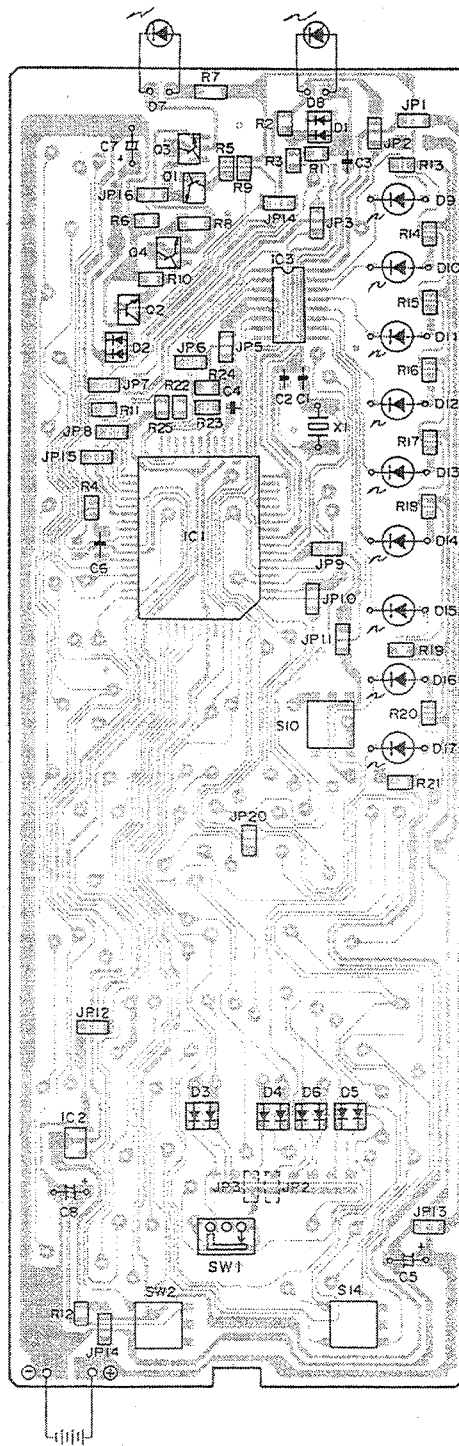 R7
D7
D8
C7
+
Q3
R5
R2
D1
JP1
JP2
R3
R1
C3
R13
Q1
R9
JP16
D9
R6
R8
JP14
JP3
R14
Q4
R10
IC3
D10
Q2
R15
D2
JP6
JP5
D11
R24
R16
JP7
R22
C4
C2
C1
D12
R11
R25
R23
X1
JP8
R17
JP15
D13
R4
R18
IC1
D14
C6
JP9
JP10
D15
JP11
R19
D16
S10
R20
D17
R21
JP20
JP12
D3
D4
D6
D5
IC2
+
C8
JP3
JP2
JP13
SW1
+
C5
R12
SW2
S14
JP14
⊖
⊕